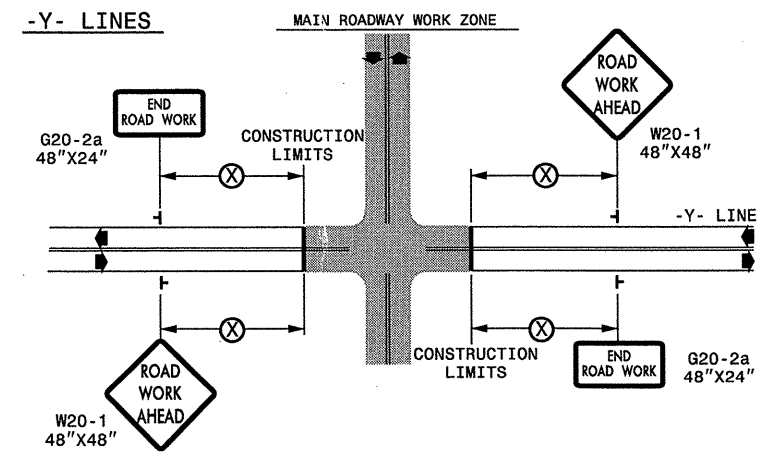 -Y- LINES
MAIN ROADWAY WORK ZONE
END
ROAD WORK
G20-2a
48"X24"
CONSTRUCTION
LIMITS
ROAD
WORK
AHEAD
W20-1
48"X48"
X
X
-Y- LINE
X
X
ROAD
WORK
AHEAD
W20-1
48"X48"
CONSTRUCTION
LIMITS
END
ROAD WORK
G20-2a
48"X24"